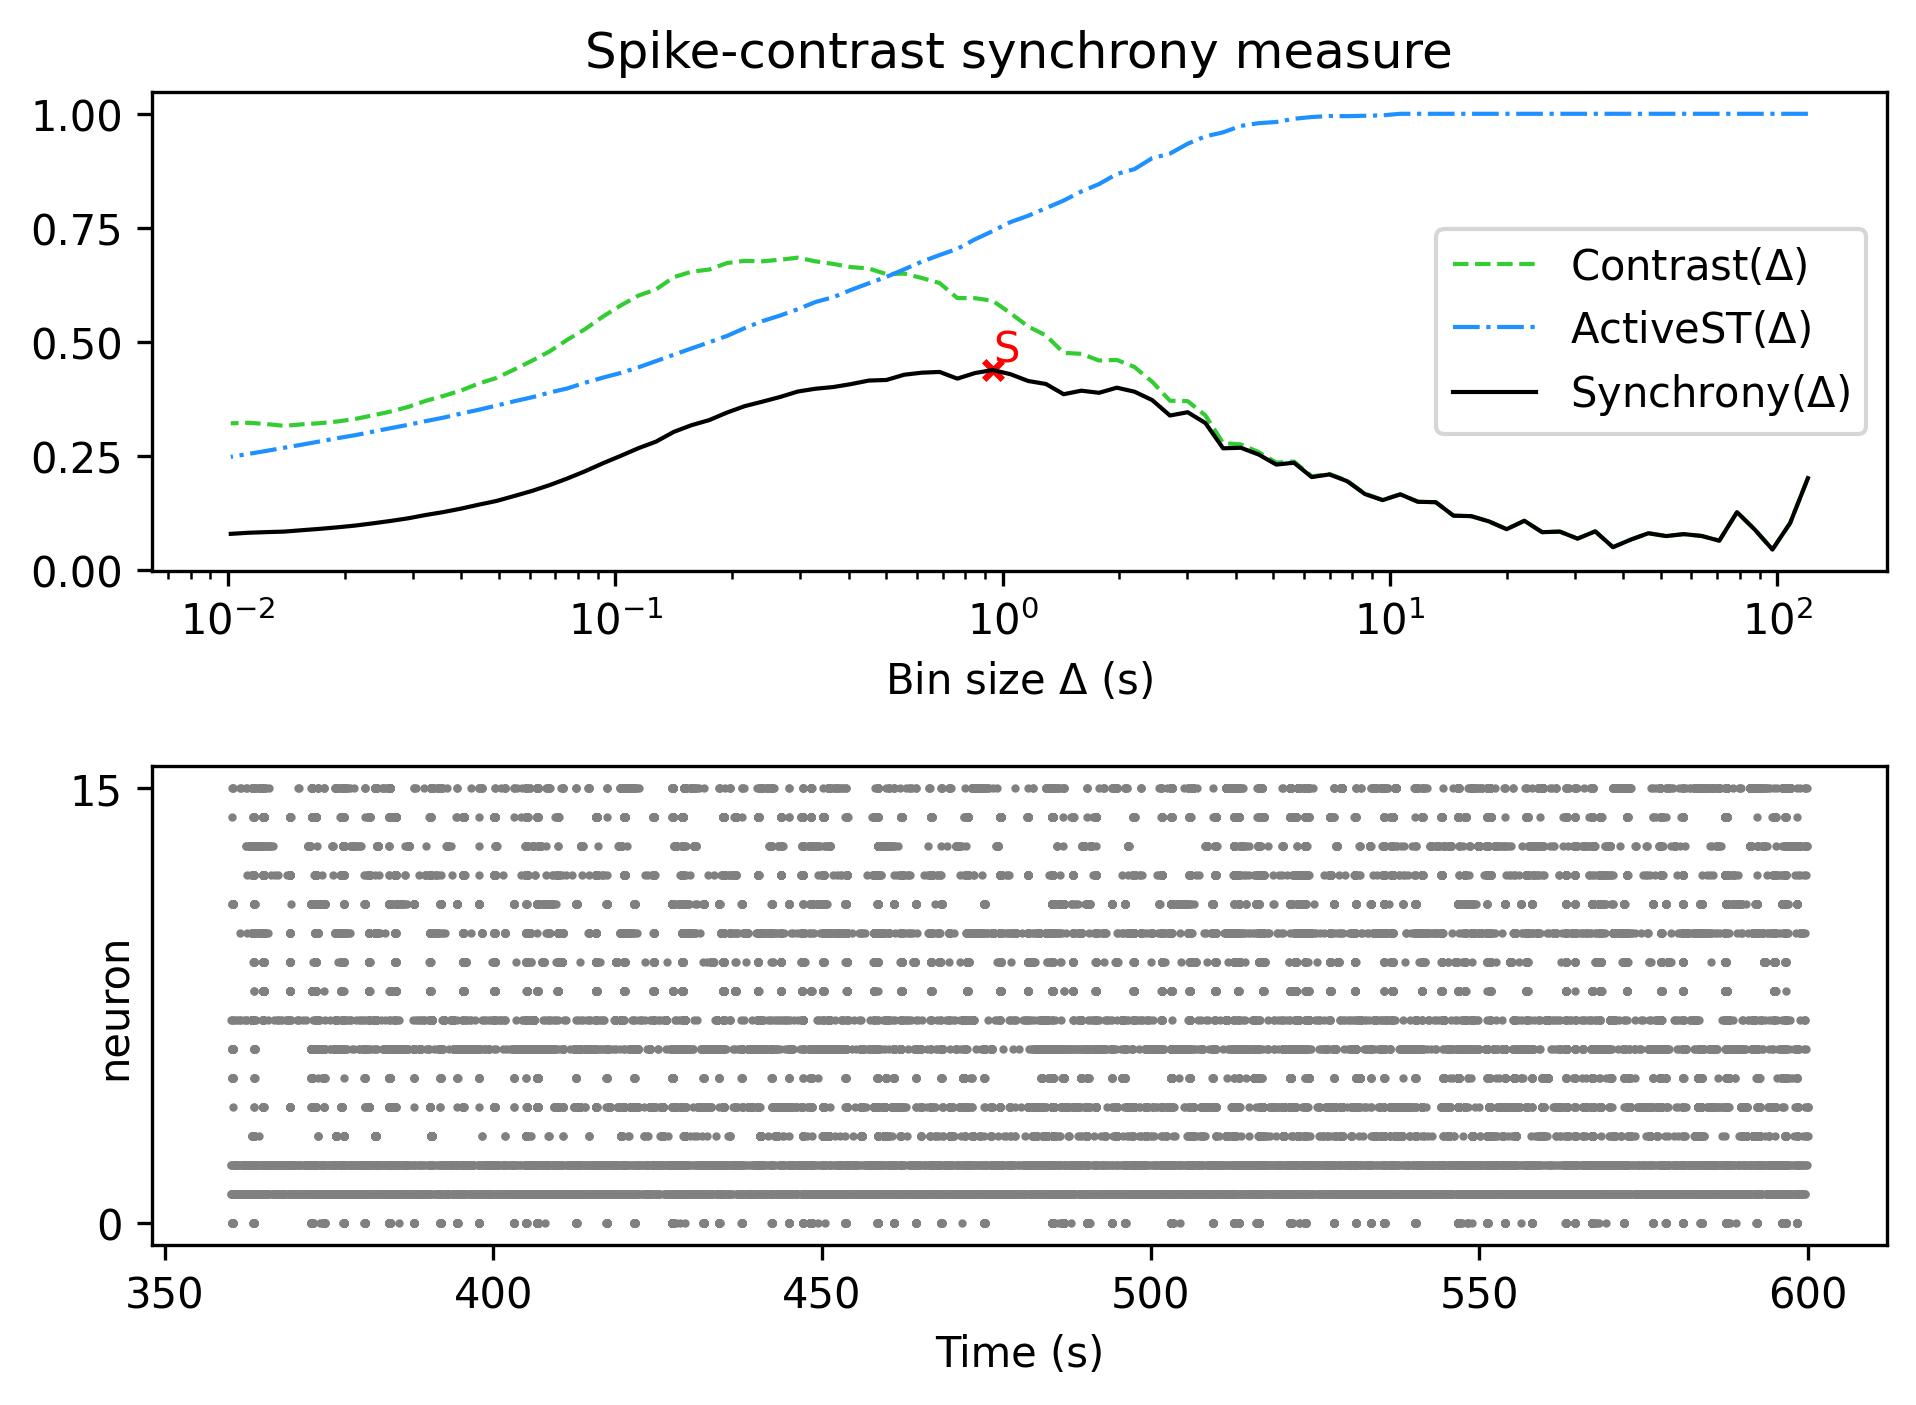 Spike-contrast synchrony measure
1.00
0.75
0.50
0.25
0.00
S
Contrast(Δ)
ActiveST(Δ)
Synchrony(Δ)
10⁻² 10⁻¹ 10⁰ 10¹ 10²
Bin size Δ (s)
15
neuron
0
350 400 450 500 550 600
Time (s)